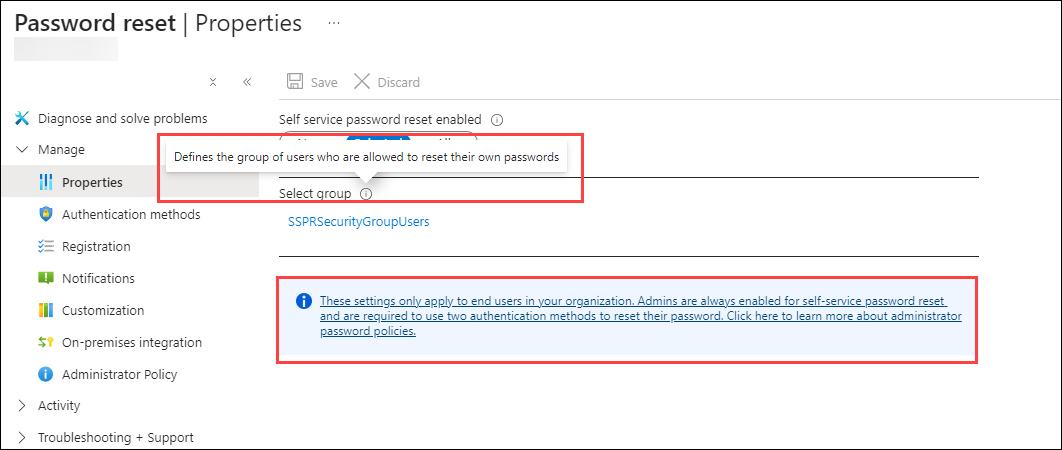 Password reset | Properties ...
Save
Discard
Diagnose and solve problems
Self service password reset enabled
Manage
Defines the group of users who are allowed to reset their own passwords
Properties
Select group
Authentication methods
SSPRSecurityGroupUsers
Registration
Notifications
These settings only apply to end users in your organization. Admins are always enabled for self-service password reset
and are required to use two authentication methods to reset their password. Click here to learn more about administrator
password policies.
Customization
On-premises integration
Administrator Policy
Activity
Troubleshooting + Support